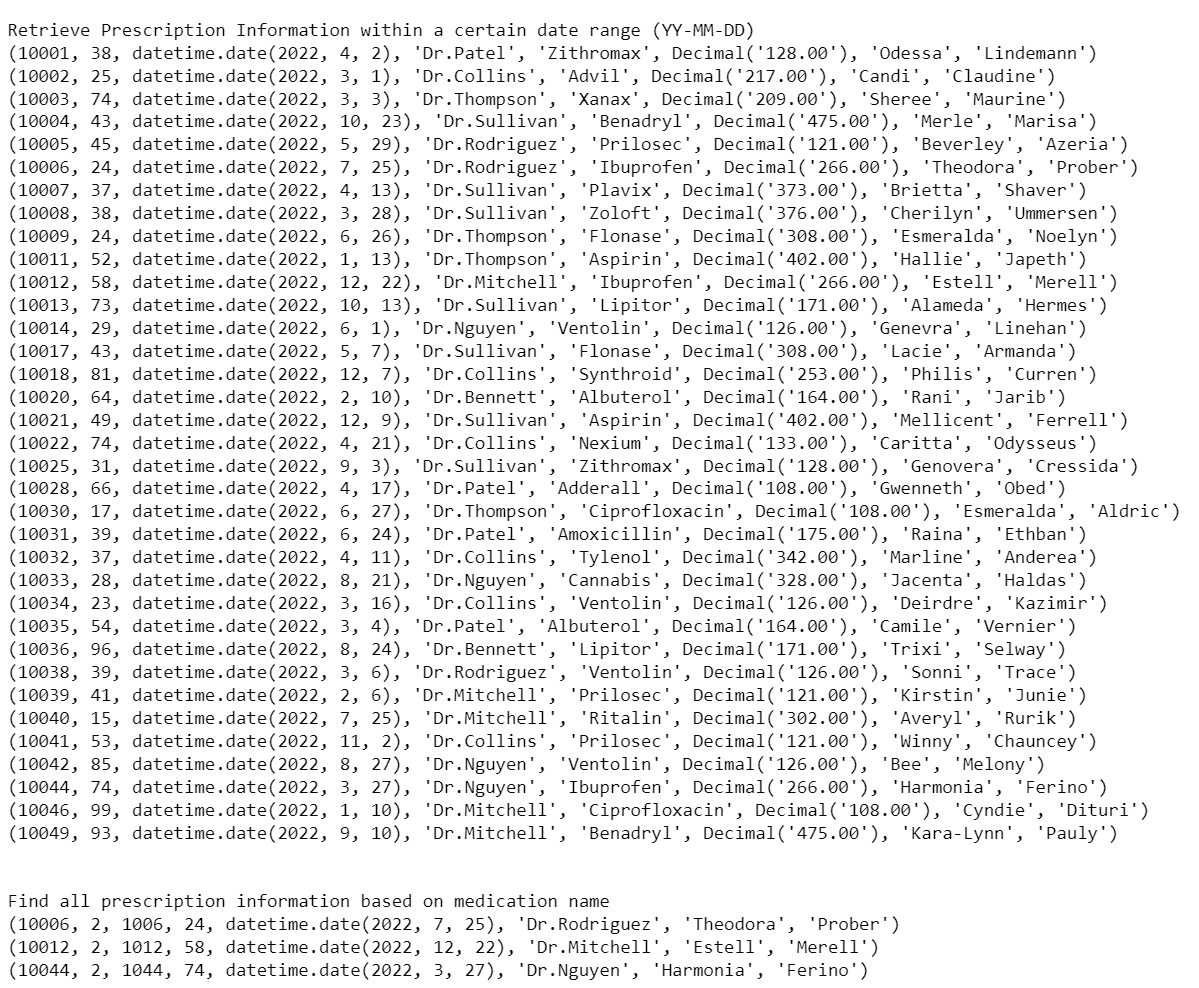 Retrieve Prescription Information within a certain date range (YY-MM-DD)
(10001, 38, datetime.date(2022, 4, 2), 'Dr.Patel', 'Zithromax', Decimal('128.00'), 'Odessa', 'Lindemann')
(10002, 25, datetime.date(2022, 3, 1), 'Dr.Collins', 'Advil', Decimal('217.00'), 'Candi', 'Claudine')
(10003, 74, datetime.date(2022, 3, 3), 'Dr.Thompson', 'Xanax', Decimal('209.00'), 'Sheree', 'Maurine')
(10004, 43, datetime.date(2022, 10, 23), 'Dr.Sullivan', 'Benadryl', Decimal('475.00'), 'Merle', 'Marisa')
(10005, 45, datetime.date(2022, 5, 29), 'Dr.Rodriguez', 'Prilosec', Decimal('121.00'), 'Beverley', 'Azeria')
(10006, 24, datetime.date(2022, 7, 25), 'Dr.Rodriguez', 'Ibuprofen', Decimal('266.00'), 'Theodora', 'Prober')
(10007, 37, datetime.date(2022, 4, 13), 'Dr.Sullivan', 'Plavix', Decimal('373.00'), 'Brietta', 'Shaver')
(10008, 38, datetime.date(2022, 3, 28), 'Dr.Sullivan', 'Zoloft', Decimal('376.00'), 'Cherilyn', 'Ummersen')
(10009, 24, datetime.date(2022, 6, 26), 'Dr.Thompson', 'Flonase', Decimal('308.00'), 'Esmeralda', 'Noelyn')
(10011, 52, datetime.date(2022, 1, 13), 'Dr.Thompson', 'Aspirin', Decimal('402.00'), 'Hallie', 'Japeth')
(10012, 58, datetime.date(2022, 12, 22), 'Dr.Mitchell', 'Ibuprofen', Decimal('266.00'), 'Estell', 'Merell')
(10013, 73, datetime.date(2022, 10, 13), 'Dr.Sullivan', 'Lipitor', Decimal('171.00'), 'Alameda', 'Hermes')
(10014, 29, datetime.date(2022, 6, 1), 'Dr.Nguyen', 'Ventolin', Decimal('126.00'), 'Genevra', 'Linehan')
(10017, 43, datetime.date(2022, 5, 7), 'Dr.Sullivan', 'Flonase', Decimal('308.00'), 'Lacie', 'Armanda')
(10018, 81, datetime.date(2022, 12, 7), 'Dr.Collins', 'Synthroid', Decimal('253.00'), 'Philis', 'Curren')
(10020, 64, datetime.date(2022, 2, 10), 'Dr.Bennett', 'Albuterol', Decimal('164.00'), 'Rani', 'Jarib')
(10021, 49, datetime.date(2022, 12, 9), 'Dr.Sullivan', 'Aspirin', Decimal('402.00'), 'Mellicent', 'Ferrell')
(10022, 74, datetime.date(2022, 4, 21), 'Dr.Collins', 'Nexium', Decimal('133.00'), 'Caritta', 'Odysseus')
(10025, 31, datetime.date(2022, 9, 3), 'Dr.Sullivan', 'Zithromax', Decimal('128.00'), 'Genovera', 'Cressida')
(10028, 66, datetime.date(2022, 4, 17), 'Dr.Patel', 'Adderall', Decimal('108.00'), 'Gwenneth', 'Obed')
(10030, 17, datetime.date(2022, 6, 27), 'Dr.Thompson', 'Ciprofloxacin', Decimal('108.00'), 'Esmeralda', 'Aldric')
(10031, 39, datetime.date(2022, 6, 24), 'Dr.Patel', 'Amoxicillin', Decimal('175.00'), 'Raina', 'Ethban')
(10032, 37, datetime.date(2022, 4, 11), 'Dr.Collins', 'Tylenol', Decimal('342.00'), 'Marline', 'Anderea')
(10033, 28, datetime.date(2022, 8, 21), 'Dr.Nguyen', 'Cannabis', Decimal('328.00'), 'Jacenta', 'Haldas')
(10034, 23, datetime.date(2022, 3, 16), 'Dr.Collins', 'Ventolin', Decimal('126.00'), 'Deirdre', 'Kazimir')
(10035, 54, datetime.date(2022, 3, 4), 'Dr.Patel', 'Albuterol', Decimal('164.00'), 'Camile', 'Vernier')
(10036, 96, datetime.date(2022, 8, 24), 'Dr.Bennett', 'Lipitor', Decimal('171.00'), 'Trixi', 'Selway')
(10038, 39, datetime.date(2022, 3, 6), 'Dr.Rodriguez', 'Ventolin', Decimal('126.00'), 'Sonni', 'Trace')
(10039, 41, datetime.date(2022, 2, 6), 'Dr.Mitchell', 'Prilosec', Decimal('121.00'), 'Kirstin', 'Junie')
(10040, 15, datetime.date(2022, 7, 25), 'Dr.Mitchell', 'Ritalin', Decimal('302.00'), 'Averyl', 'Rurik')
(10041, 53, datetime.date(2022, 11, 2), 'Dr.Collins', 'Prilosec', Decimal('121.00'), 'Winny', 'Chauncey')
(10042, 85, datetime.date(2022, 8, 27), 'Dr.Nguyen', 'Ventolin', Decimal('126.00'), 'Bee', 'Melony')
(10044, 74, datetime.date(2022, 3, 27), 'Dr.Nguyen', 'Ibuprofen', Decimal('266.00'), 'Harmonia', 'Ferino')
(10046, 99, datetime.date(2022, 1, 10), 'Dr.Mitchell', 'Ciprofloxacin', Decimal('108.00'), 'Cyndie', 'Dituri')
(10049, 93, datetime.date(2022, 9, 10), 'Dr.Mitchell', 'Benadryl', Decimal('475.00'), 'Kara-Lynn', 'Pauly')
Find all prescription information based on medication name
(10006, 2, 1006, 24, datetime.date(2022, 7, 25), 'Dr.Rodriguez', 'Theodora', 'Prober')
(10012, 2, 1012, 58, datetime.date(2022, 12, 22), 'Dr.Mitchell', 'Estell', 'Merell')
(10044, 2, 1044, 74, datetime.date(2022, 3, 27), 'Dr.Nguyen', 'Harmonia', 'Ferino')